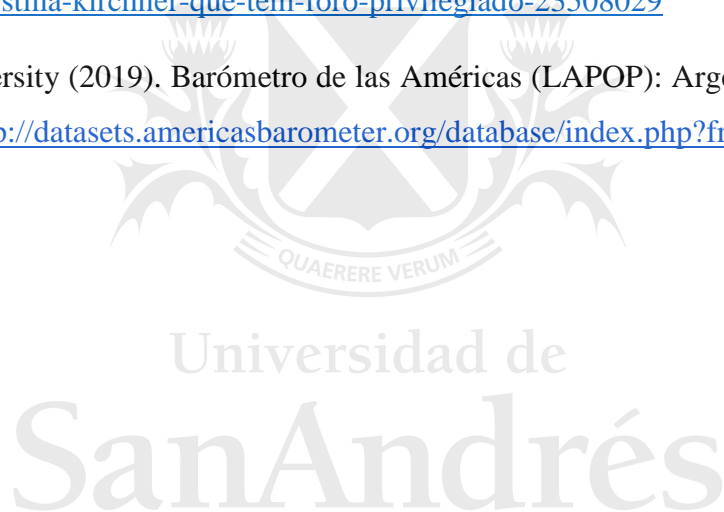 stina-kirchner-que-tem-foro-privilegiado-23508029
ersity (2019). Barómetro de las Américas (LAPOP): Arge
p://datasets.americasbarometer.org/database/index.php?fr
QUAERERE VERUM
Universidad de
SanAndrés